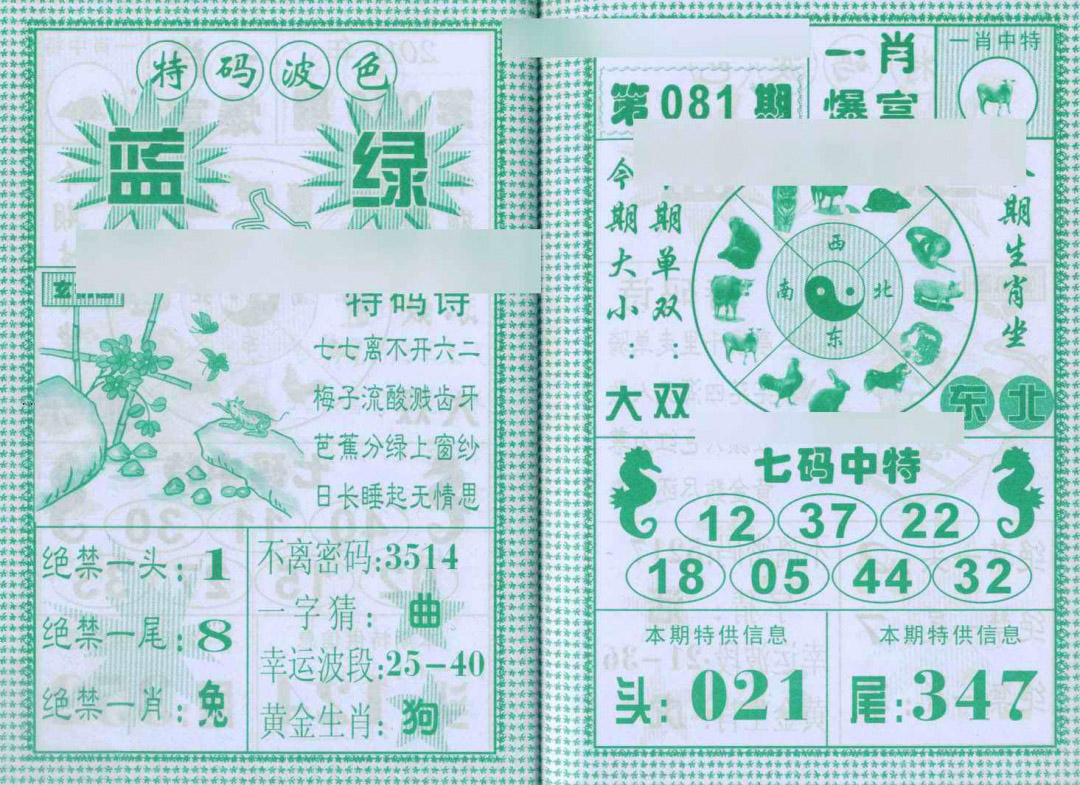 特码波色
蓝 绿
特码诗
七七离不开六二
梅子流酸溅齿牙
芭蕉分绿上窗纱
日长睡起无情思
绝禁一头:1
绝禁一尾:8
绝禁一肖:兔
不离密码:3514
一字猜:曲
幸运波段:25-40
黄金生肖:狗
第081期
一肖
爆富
一肖中特
今期大小:大
期单双:双
西
南 北
东
期生肖坐
东北
七码中特
12 37 22
18 05 44 32
本期特供信息
头:021
本期特供信息
尾:347